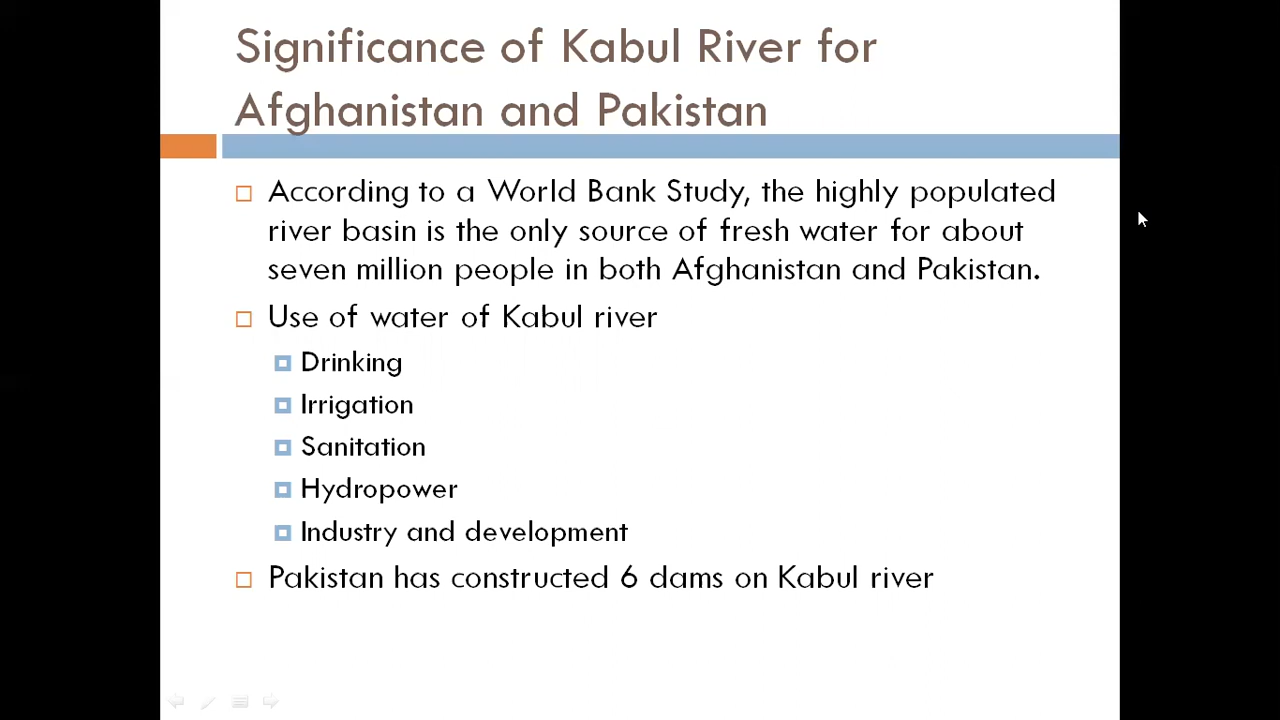 Significance of Kabul River for
Afghanistan and Pakistan
According to a World Bank Study, the highly populated
river basin is the only source of fresh water for about
seven million people in both Afghanistan and Pakistan.
Use of water of Kabul river
Drinking
Irrigation
Sanitation
Hydropower
Industry and development
Pakistan has constructed 6 dams on Kabul river